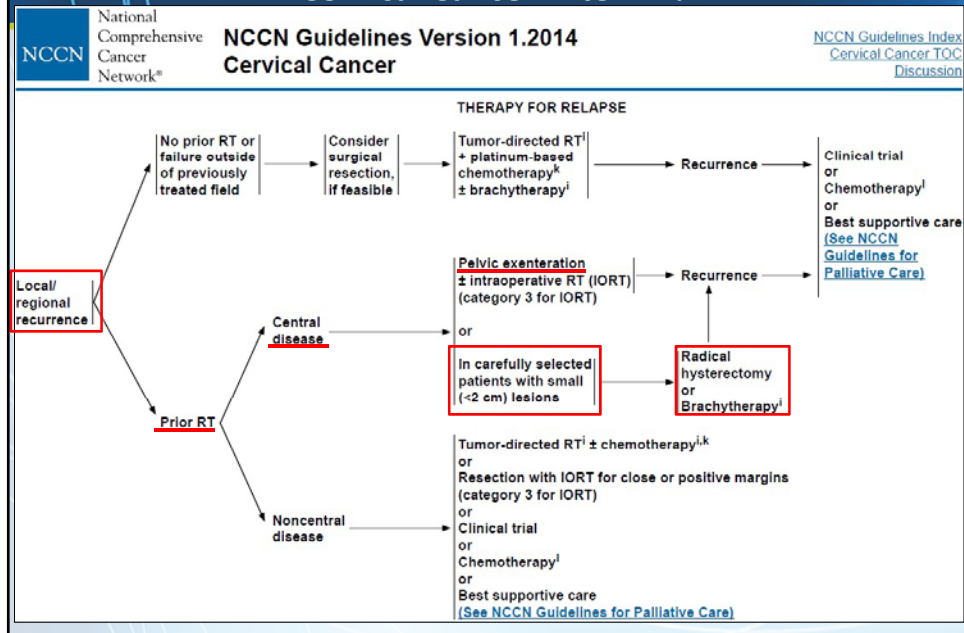 National
Comprehensive
NCCN Cancer
Network®
NCCN Guidelines Version 1.2014
Cervical Cancer
NCCN Guidelines Index
Cervical Cancer TOC
Discussion
THERAPY FOR RELAPSE
No prior RT or
failure outside
of previously
treated field
Consider
surgical
resection,
if feasible
Tumor-directed RTi
+ platinum-based
chemotherapyk
± brachytherapyi
Recurrence
Clinical trial
or
Chemotherapyl
or
Best supportive care
(See NCCN
Guidelines for
Palliative Care)
Local/
regional
recurrence
Central
disease
Pelvic exenteration
± intraoperative RT (IORT)
(category 3 for IORT)
or
In carefully selected
patients with small
(<2 cm) lesions
Recurrence
Radical
hysterectomy
or
Brachytherapyi
Prior RT
Noncentral
disease
Tumor-directed RTi ± chemotherapyi,k
or
Resection with IORT for close or positive margins
(category 3 for IORT)
or
Clinical trial
or
Chemotherapyl
or
Best supportive care
(See NCCN Guidelines for Palliative Care)